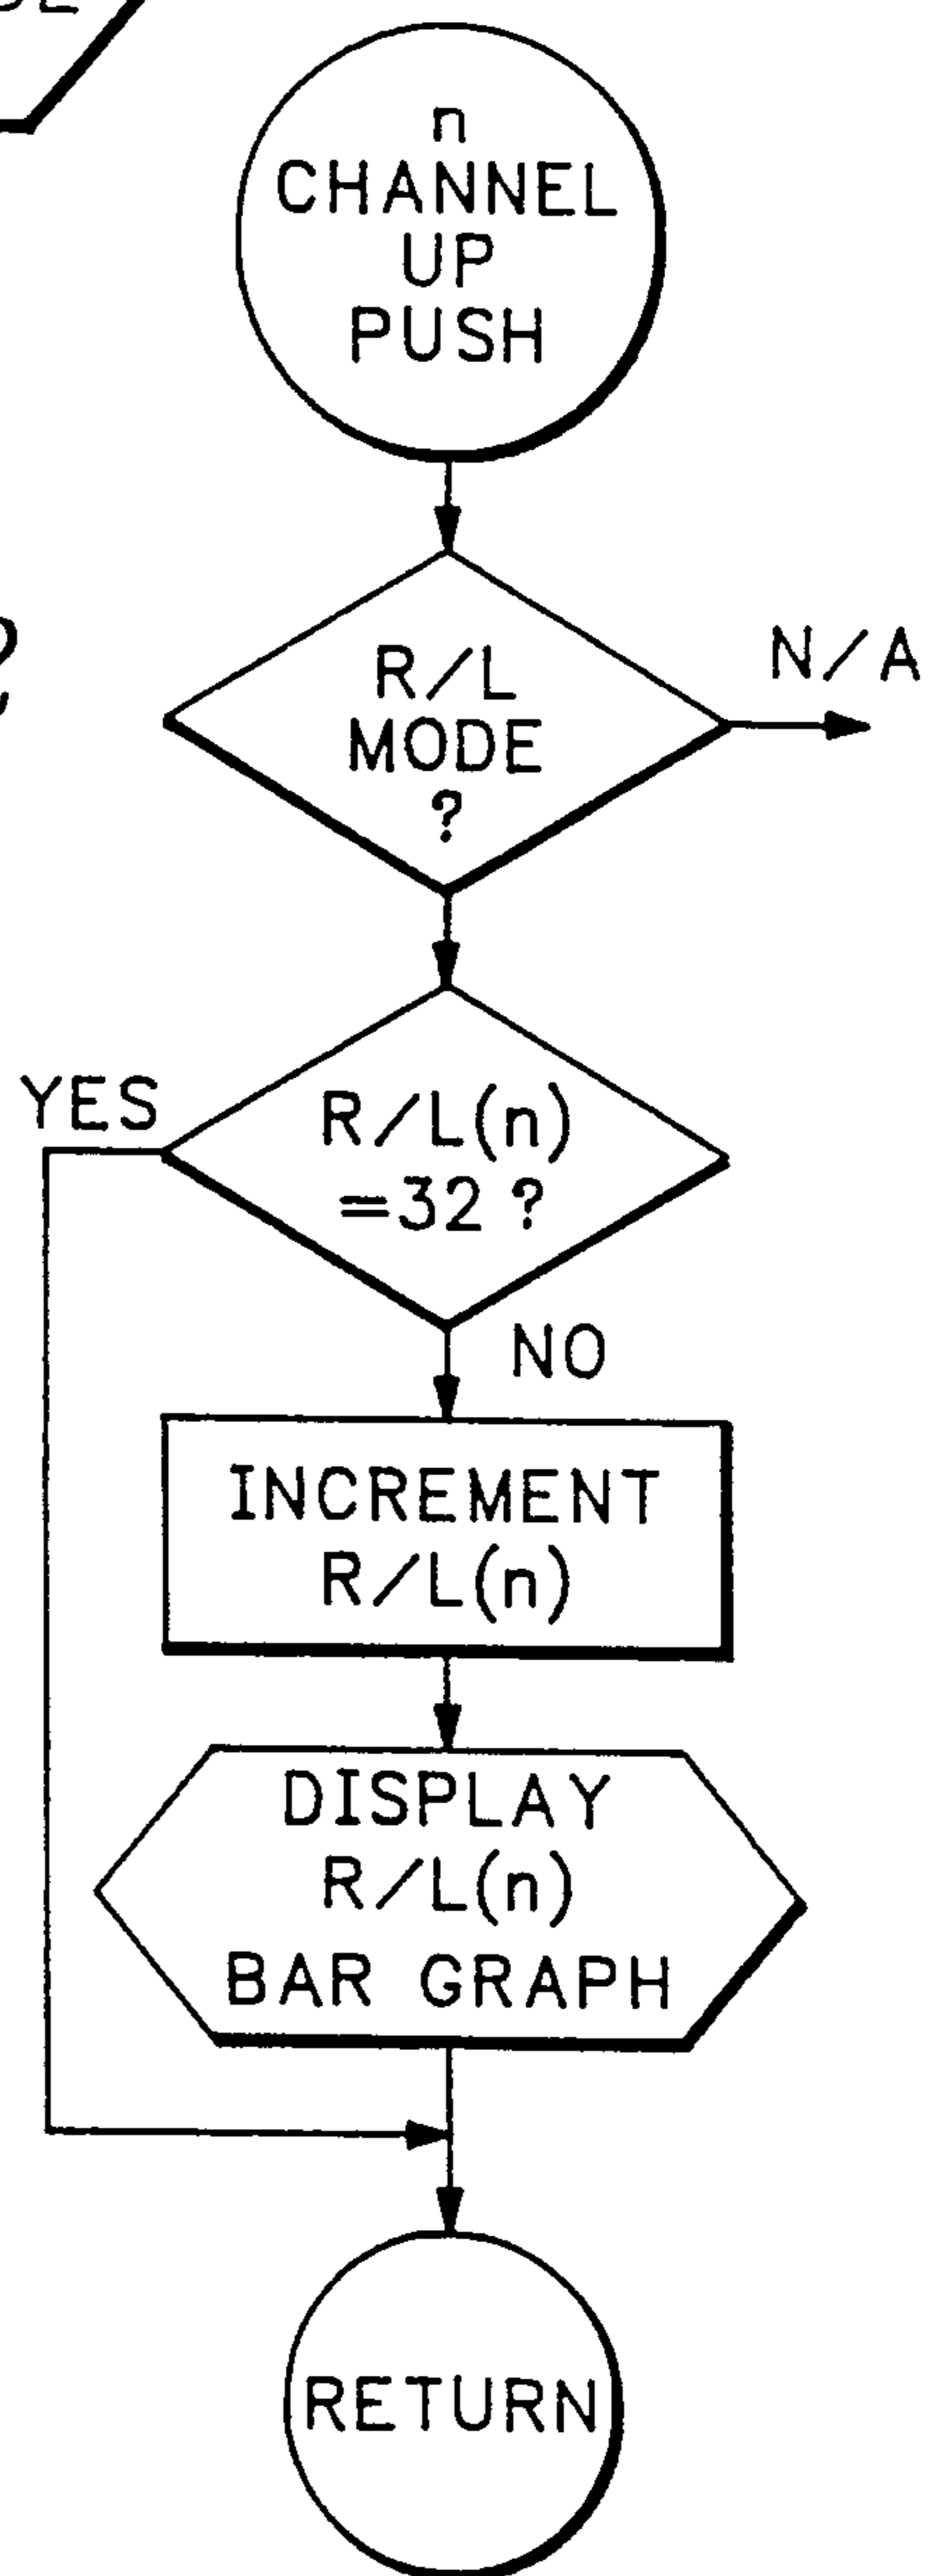 n
CHANNEL
UP
PUSH
R/L
MODE
?
N/A
YES
R/L(n)
=32 ?
NO
INCREMENT
R/L(n)
DISPLAY
R/L(n)
BAR GRAPH
RETURN